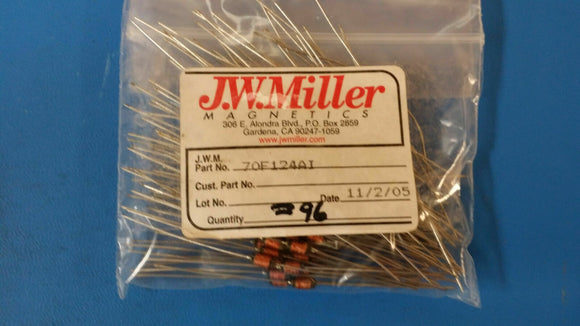 J.W.Miller
MAGNETICS
306 E. Alondra Blvd., P.O. Box 2859
Gardena, CA 90247-1059
www.jwmiller.com
J.W.M.
Part No. 70F124AI
Cust. Part No.
Lot No. Date 11/2/05
Quantity 96